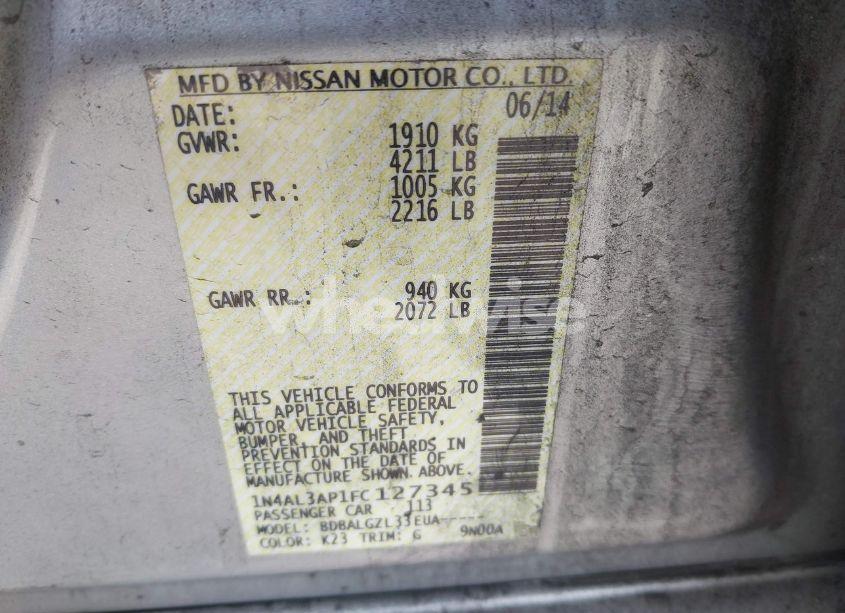 MFD BY NISSAN MOTOR CO., LTD.
DATE: 06/14
GVWR: 1910 KG
4211 LB
GAWR FR.: 1005 KG
2216 LB
GAWR RR.: 940 KG
2072 LB
wheelwise
THIS VEHICLE CONFORMS TO
ALL APPLICABLE FEDERAL
MOTOR VEHICLE SAFETY,
BUMPER, AND THEFT
PREVENTION STANDARDS IN
EFFECT ON THE DATE OF
MANUFACTURE SHOWN ABOVE.
1N4AL3AP1FC127345
PASSENGER CAR 113
MODEL: BDBALGZL33EUA-----
COLOR: K23 TRIM: G 9N00A